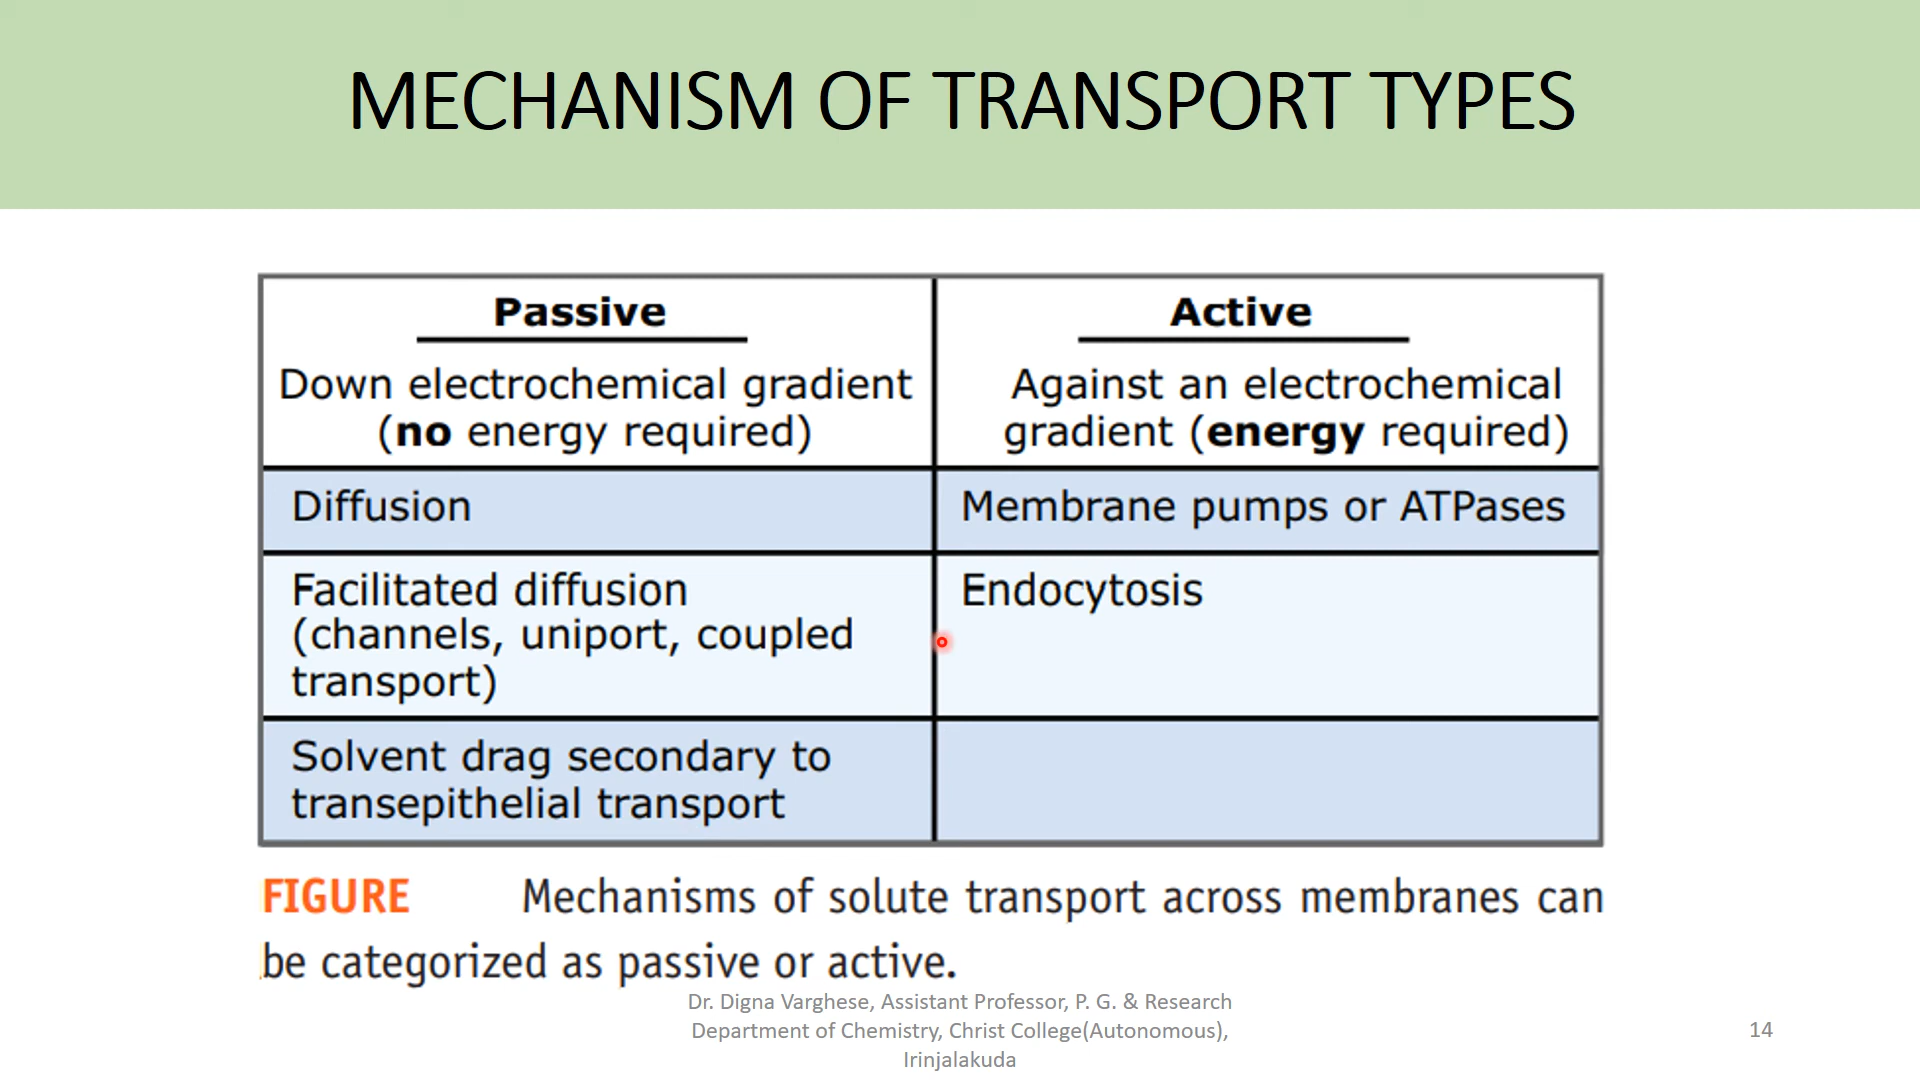 MECHANISM OF TRANSPORT TYPES
Passive
Down electrochemical gradient
(no energy required)
Active
Against an electrochemical
gradient (energy required)
Diffusion
Membrane pumps or ATPases
Facilitated diffusion
(channels, uniport, coupled
transport)
Endocytosis
Solvent drag secondary to
transepithelial transport
FIGURE Mechanisms of solute transport across membranes can
be categorized as passive or active.
Dr. Digna Varghese, Assistant Professor, P. G. & Research
Department of Chemistry, Christ College(Autonomous),
Irinjalakuda
14